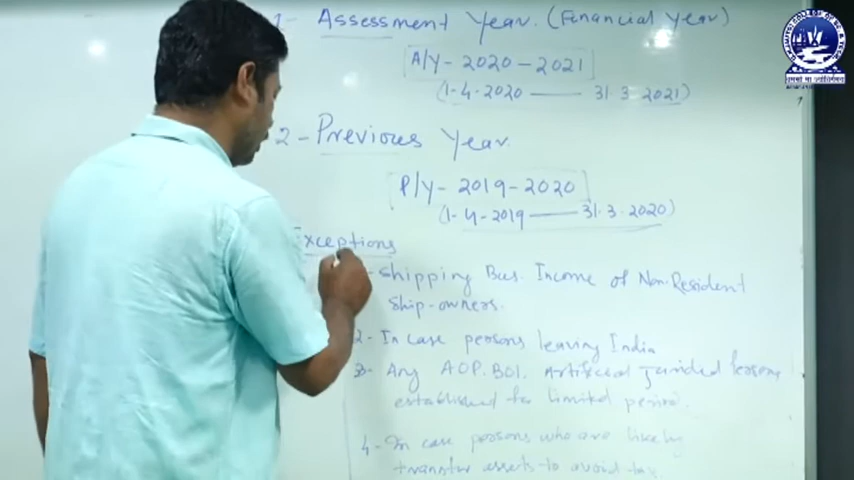 1- Assessment Year. (Financial Year)
A/Y - 2020 - 2021
(1-4-2020 —— 31.3.2021)
2- Previous Year.
P/Y - 2019-2020
(1-4-2019 —— 31.3.2020)
Exceptions
- Shipping Bus. Income of Non-Resident
Ship-owners.
2- In case persons leaving India
3- Any AOP. BOI. Artificed Juridied Persons
established for limited period.
4- In case persons who are likely
transfer assets to avoid tax.